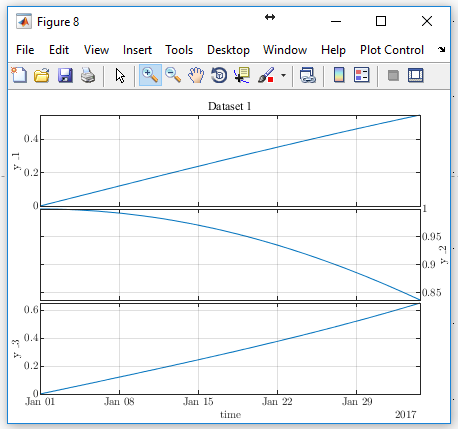 Figure 8
File Edit View Insert Tools Desktop Window Help Plot Control
Dataset 1
0.4
0.2
0
y_1
1
0.95
0.9
0.85
y_2
0.6
0.4
0.2
0
y_3
Jan 01 Jan 08 Jan 15 Jan 22 Jan 29
time
2017